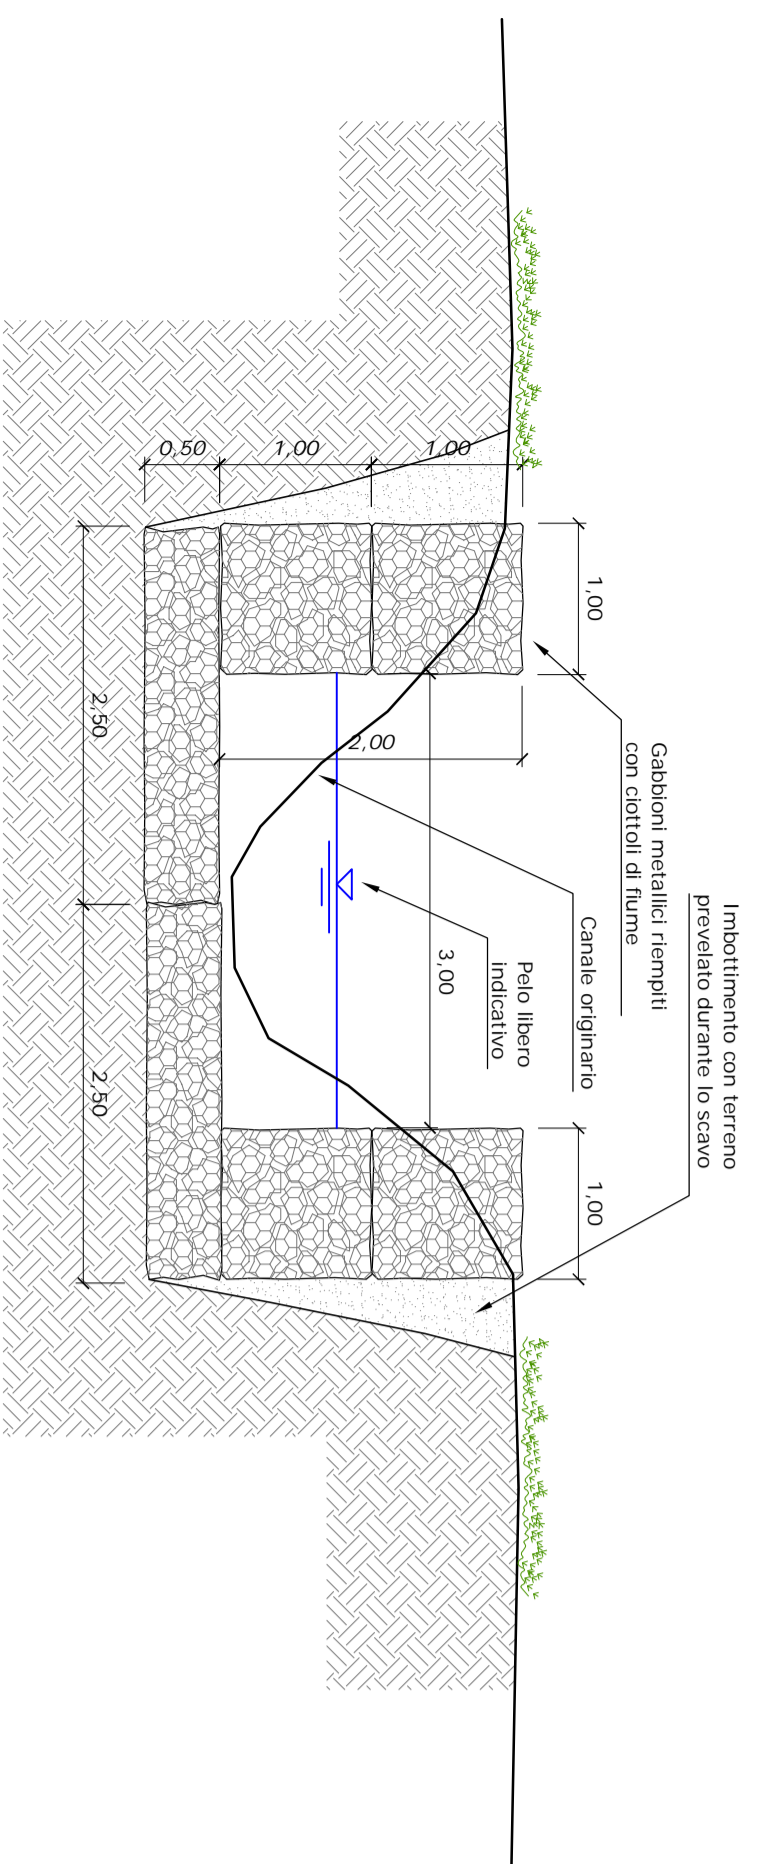 Imbottimento con terreno
prevelato durante lo scavo
Gabbioni metallici riempiti
con ciottoli di fiume
Canale originario
Pelo libero
indicativo
1,00
1,00
3,00
2,00
1,00
1,00
0,50
2,50
2,50